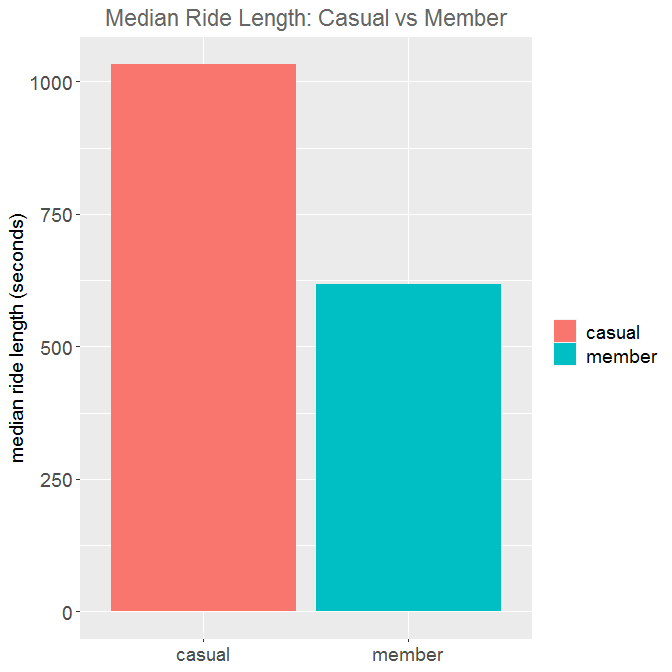 Median Ride Length: Casual vs Member
median ride length (seconds)
1000
750
500
250
0
casual
member
casual
member